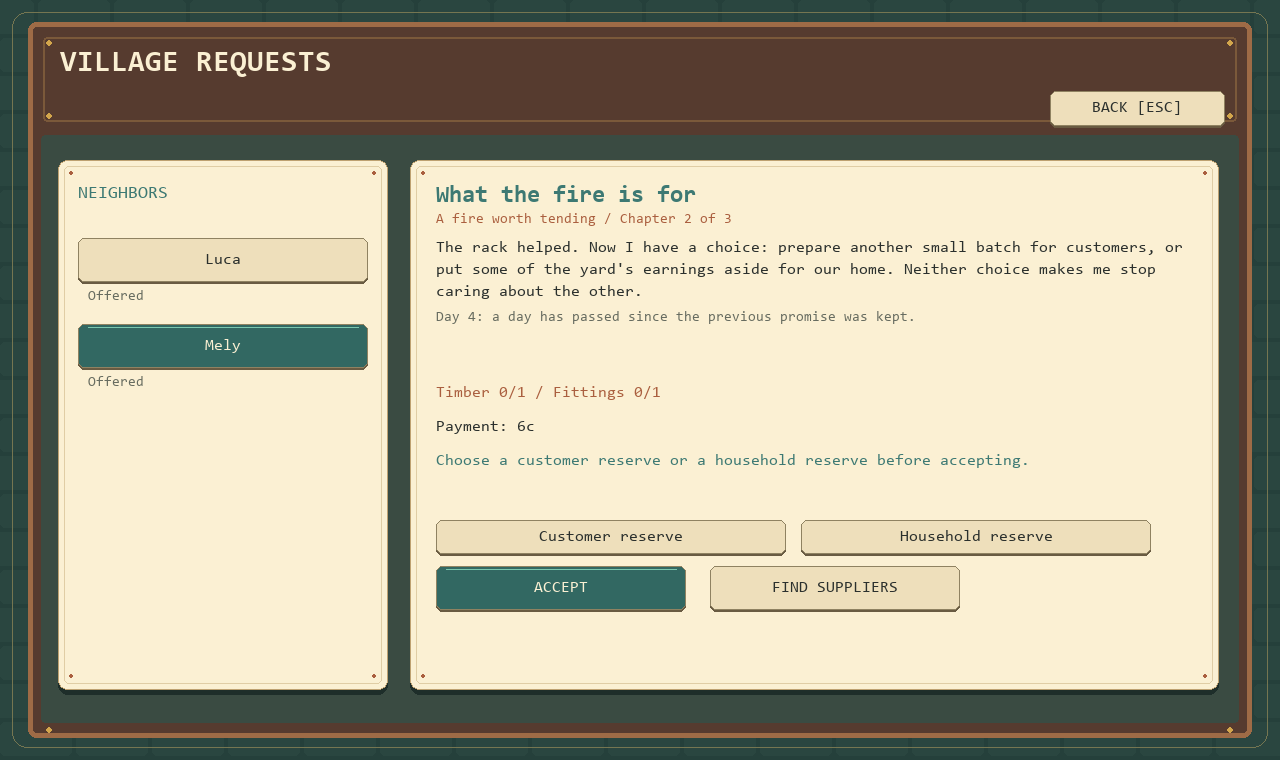 VILLAGE REQUESTS
BACK [ESC]
NEIGHBORS
Luca
Offered
Mely
Offered
What the fire is for
A fire worth tending / Chapter 2 of 3
The rack helped. Now I have a choice: prepare another small batch for customers, or
put some of the yard's earnings aside for our home. Neither choice makes me stop
caring about the other.
Day 4: a day has passed since the previous promise was kept.
Timber 0/1 / Fittings 0/1
Payment: 6c
Choose a customer reserve or a household reserve before accepting.
Customer reserve
Household reserve
ACCEPT
FIND SUPPLIERS